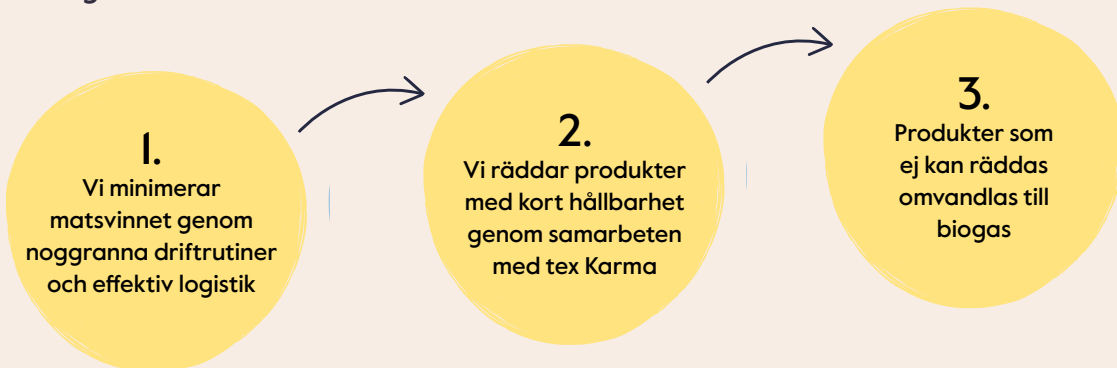 1.
Vi minimerar
matsvinnet genom
noggranna driftrutiner
och effektiv logistik
2.
Vi räddar produkter
med kort hållbarhet
genom samarbeten
med tex Karma
3.
Produkter som
ej kan räddas
omvandlas till
biogas